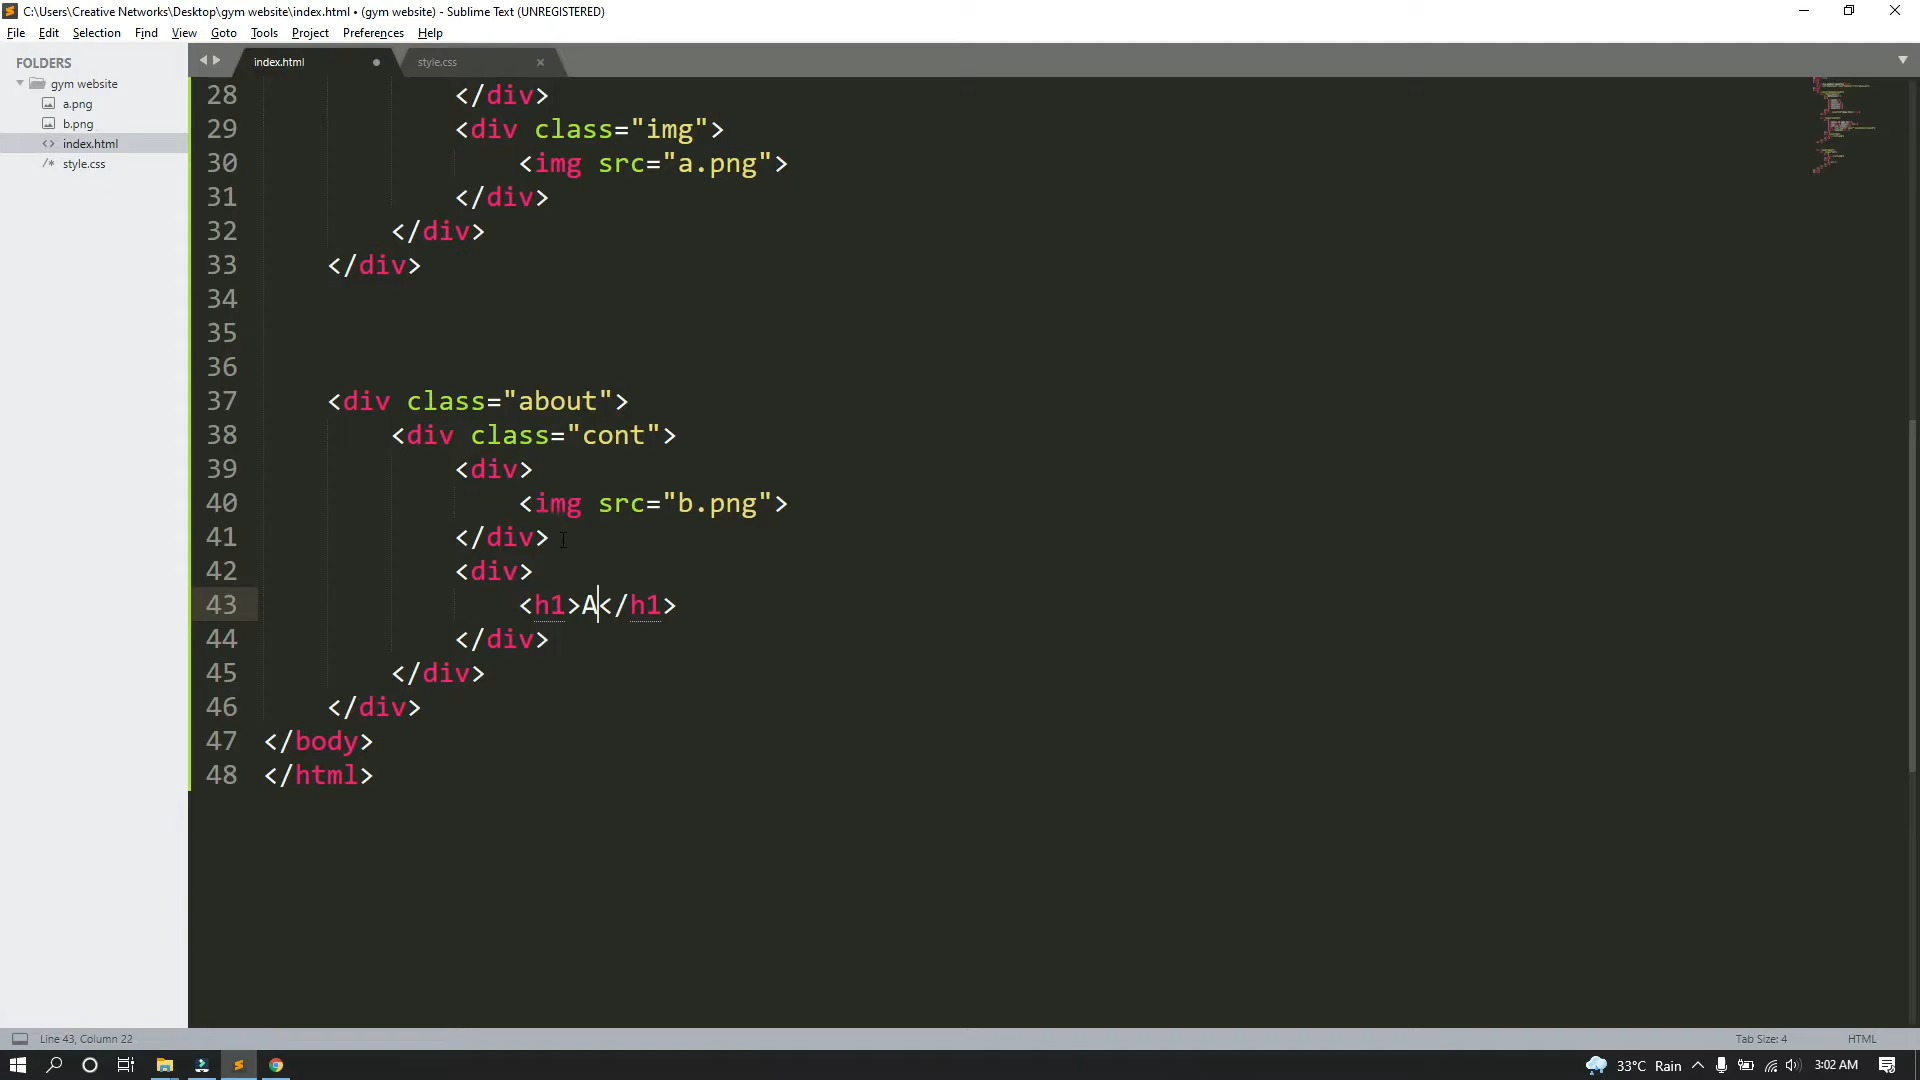 C:\Users\Creative Networks\Desktop\gym website\index.html • (gym website) - Sublime Text (UNREGISTERED)
File Edit Selection Find View Goto Tools Project Preferences Help
FOLDERS
gym website
a.png
b.png
index.html
style.css
index.html
style.css
28 </div>
29 <div class="img">
30 <img src="a.png">
31 </div>
32 </div>
33 </div>
34
35
36
37 <div class="about">
38 <div class="cont">
39 <div>
40 <img src="b.png">
41 </div>
42 <div>
43 <h1>A</h1>
44 </div>
45 </div>
46 </div>
47 </body>
48 </html>
Line 43, Column 22
Tab Size: 4
HTML
33°C Rain
3:02 AM